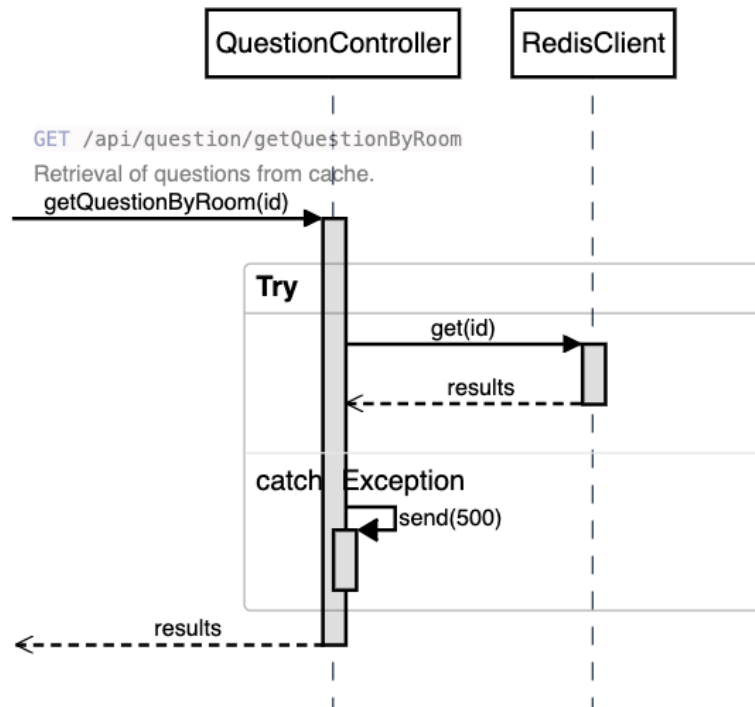 QuestionController
RedisClient
GET /api/question/getQuestionByRoom
Retrieval of questions from cache.
getQuestionByRoom(id)
Try
get(id)
results
catch Exception
send(500)
results